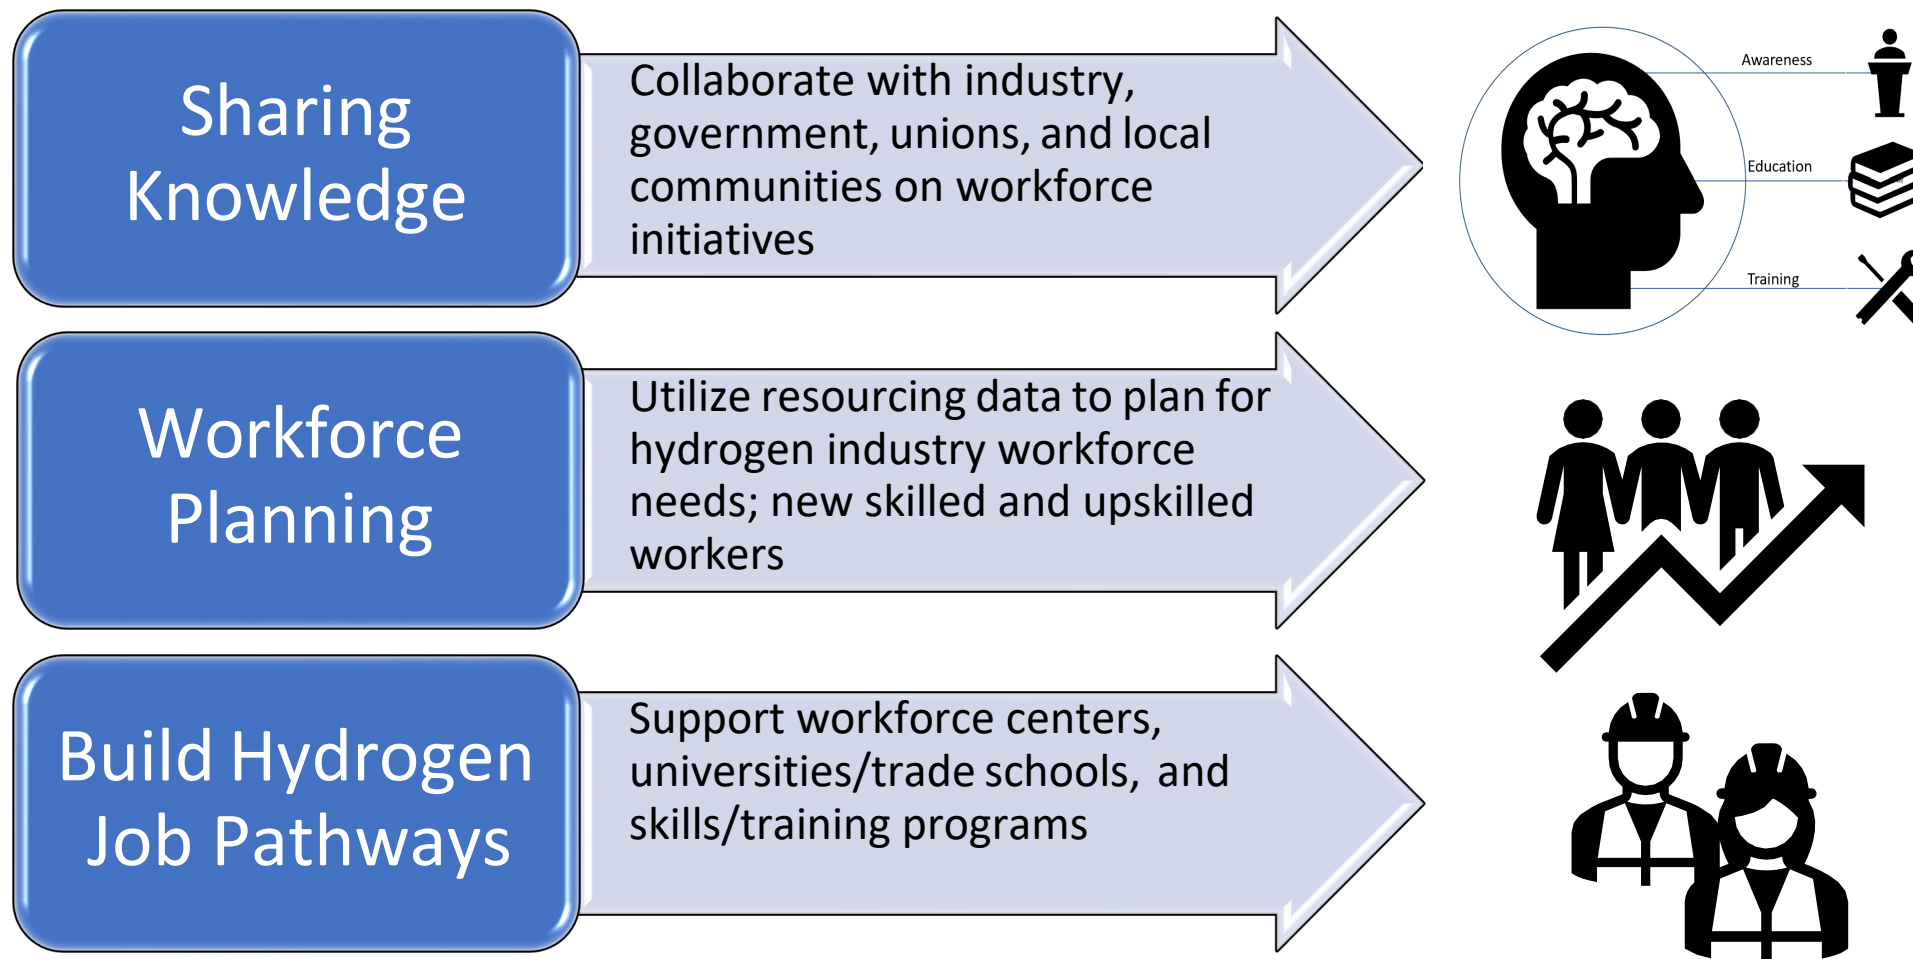 Sharing
Knowledge
Collaborate with industry,
government, unions, and local
communities on workforce
initiatives
Awareness
Education
Training
Workforce
Planning
Utilize resourcing data to plan for
hydrogen industry workforce
needs; new skilled and upskilled
workers
Build Hydrogen
Job Pathways
Support workforce centers,
universities/trade schools, and
skills/training programs